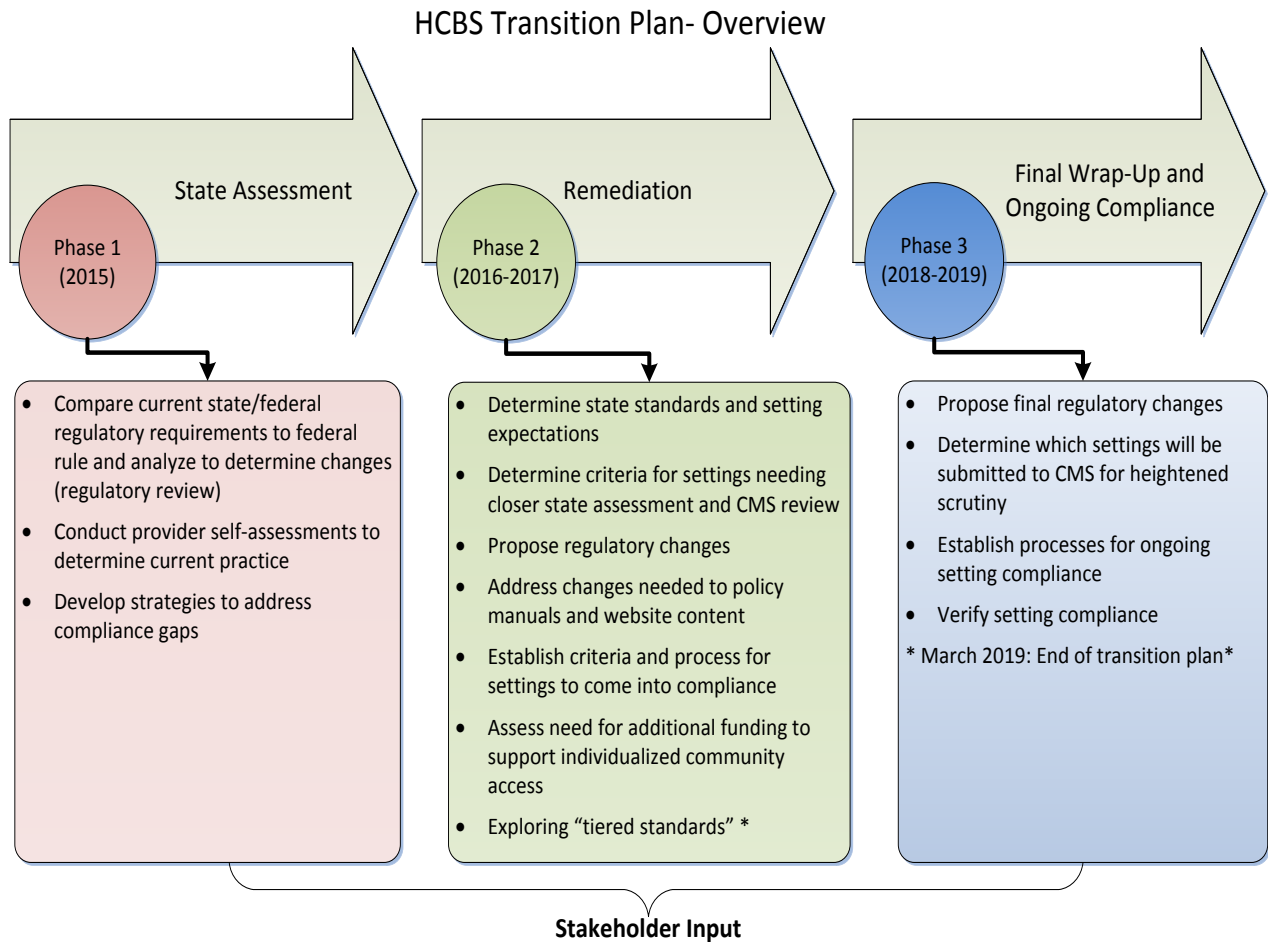 HCBS Transition Plan- Overview
State Assessment
Phase 1
(2015)
• Compare current state/federal
regulatory requirements to federal
rule and analyze to determine changes
(regulatory review)
• Conduct provider self-assessments to
determine current practice
• Develop strategies to address
compliance gaps
Remediation
Phase 2
(2016-2017)
• Determine state standards and setting
expectations
• Determine criteria for settings needing
closer state assessment and CMS review
• Propose regulatory changes
• Address changes needed to policy
manuals and website content
• Establish criteria and process for
settings to come into compliance
• Assess need for additional funding to
support individualized community
access
• Exploring “tiered standards” *
Final Wrap-Up and
Ongoing Compliance
Phase 3
(2018-2019)
• Propose final regulatory changes
• Determine which settings will be
submitted to CMS for heightened
scrutiny
• Establish processes for ongoing
setting compliance
• Verify setting compliance
* March 2019: End of transition plan*
Stakeholder Input